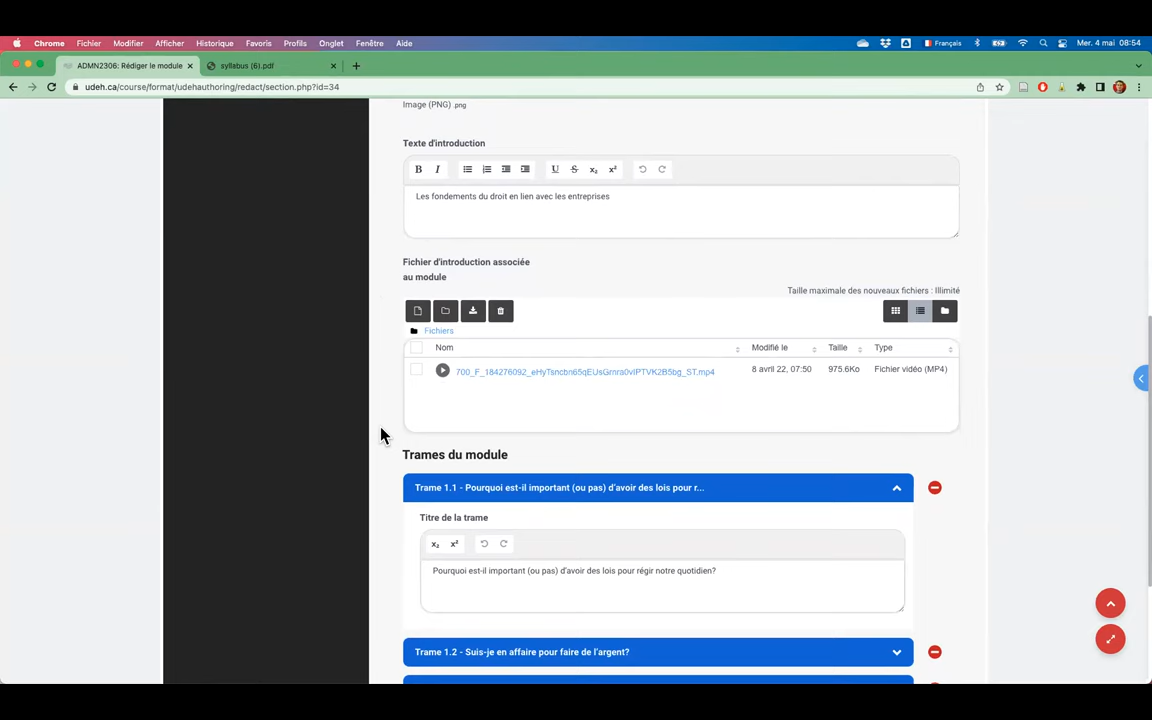 Chrome Fichier Modifier Afficher Historique Favoris Profils Onglet Fenêtre Aide Français Mer. 4 mai 08:54
ADMN2306: Rédiger le module syllabus (6).pdf
udeh.ca/course/format/udehauthoring/redact/section.php?id=34
Image (PNG) .png
Texte d'introduction
B I U S x₂ x²
Les fondements du droit en lien avec les entreprises
Fichier d'introduction associée
au module
Taille maximale des nouveaux fichiers : Illimité
Fichiers
Nom Modifié le Taille Type
700_F_184276092_eHyTsncbn65qEUsGrnra0vIPTVK2B5bg_ST.mp4 8 avril 22, 07:50 975.6Ko Fichier vidéo (MP4)
Trames du module
Trame 1.1 - Pourquoi est-il important (ou pas) d'avoir des lois pour r...
Titre de la trame
x₂ x²
Pourquoi est-il important (ou pas) d'avoir des lois pour régir notre quotidien?
Trame 1.2 - Suis-je en affaire pour faire de l'argent?